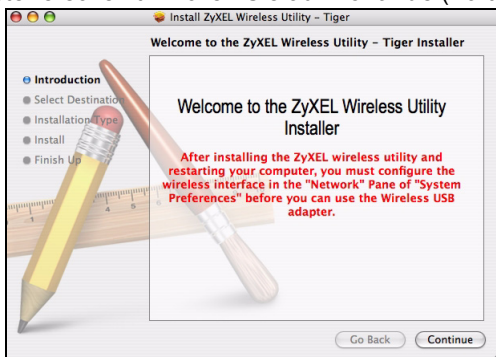 Install ZyXEL Wireless Utility – Tiger
Welcome to the ZyXEL Wireless Utility – Tiger Installer
Introduction
Select Destination
Installation Type
Install
Finish Up
Welcome to the ZyXEL Wireless Utility
Installer
After installing the ZyXEL wireless utility and
restarting your computer, you must configure the
wireless interface in the "Network" Pane of "System
Preferences" before you can use the Wireless USB
adapter.
Go Back
Continue